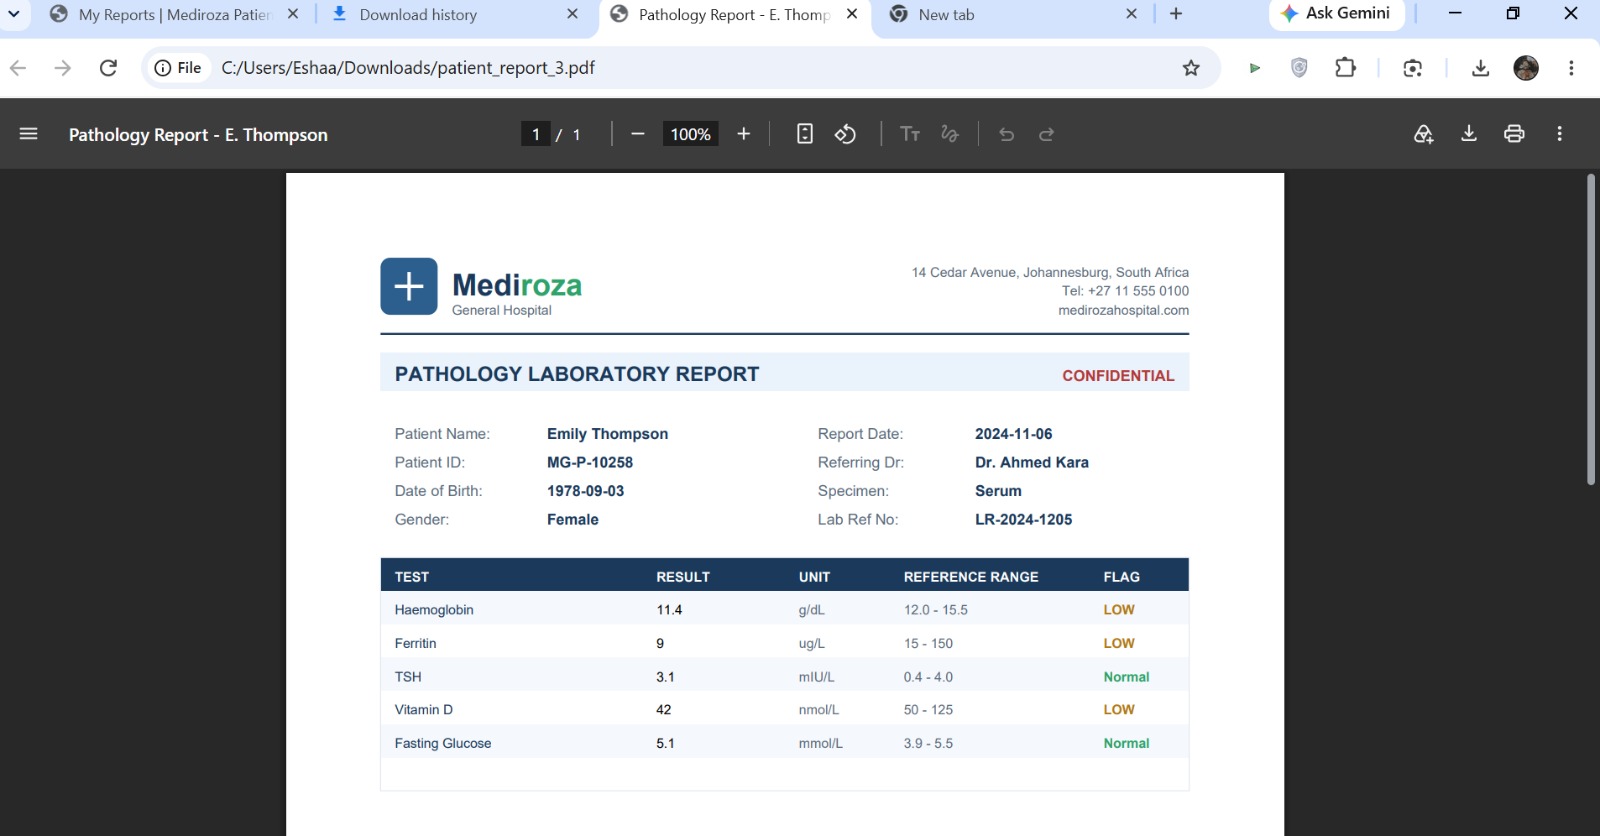 My Reports | Mediroza Patien
Download history
Pathology Report - E. Thomp
New tab
Ask Gemini
File
C:/Users/Eshaa/Downloads/patient_report_3.pdf
Pathology Report - E. Thompson
1 / 1
100%
Mediroza
General Hospital
14 Cedar Avenue, Johannesburg, South Africa
Tel: +27 11 555 0100
medirozahospital.com
PATHOLOGY LABORATORY REPORT
CONFIDENTIAL
Patient Name: Emily Thompson Report Date: 2024-11-06
Patient ID: MG-P-10258 Referring Dr: Dr. Ahmed Kara
Date of Birth: 1978-09-03 Specimen: Serum
Gender: Female Lab Ref No: LR-2024-1205
TEST RESULT UNIT REFERENCE RANGE FLAG
Haemoglobin 11.4 g/dL 12.0 - 15.5 LOW
Ferritin 9 ug/L 15 - 150 LOW
TSH 3.1 mIU/L 0.4 - 4.0 Normal
Vitamin D 42 nmol/L 50 - 125 LOW
Fasting Glucose 5.1 mmol/L 3.9 - 5.5 Normal